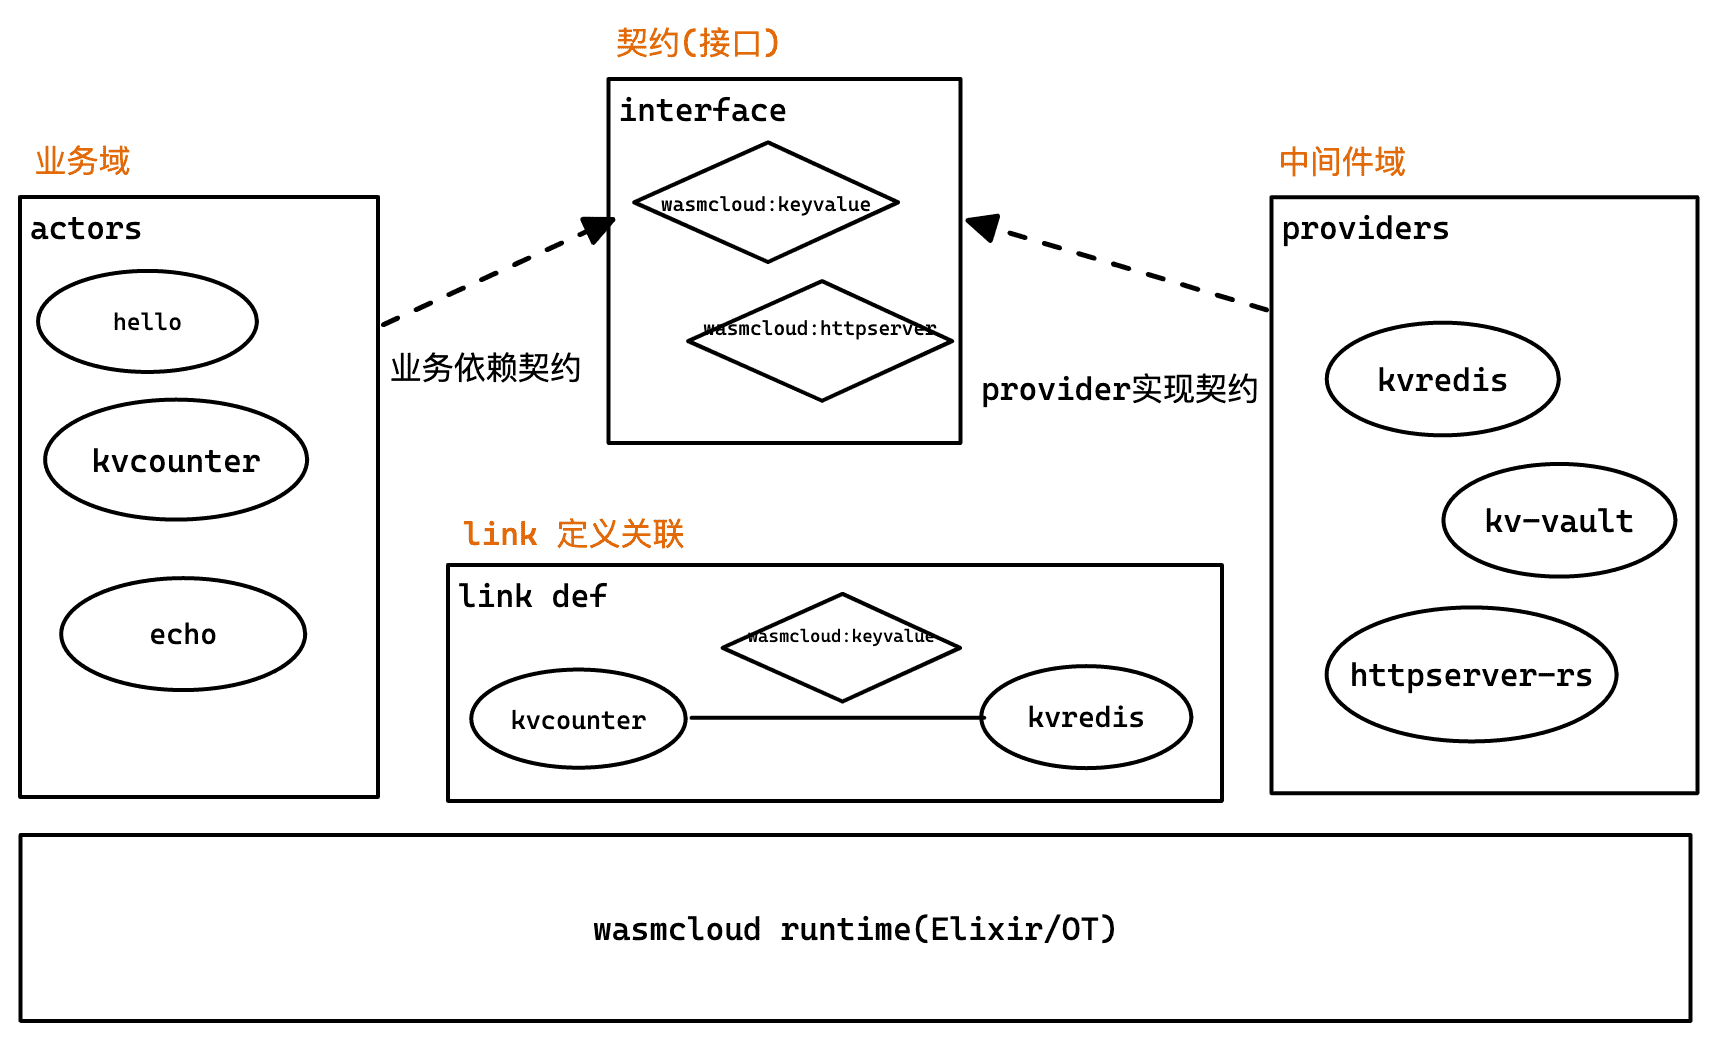 契约(接口)
interface
wasmcloud:keyvalue
wasmcloud:httpserver
业务域
actors
hello
kvcounter
echo
业务依赖契约
中间件域
providers
kvredis
kv-vault
httpserver-rs
provider实现契约
link 定义关联
link def
wasmcloud:keyvalue
kvcounter
kvredis
wasmcloud runtime(Elixir/OT)